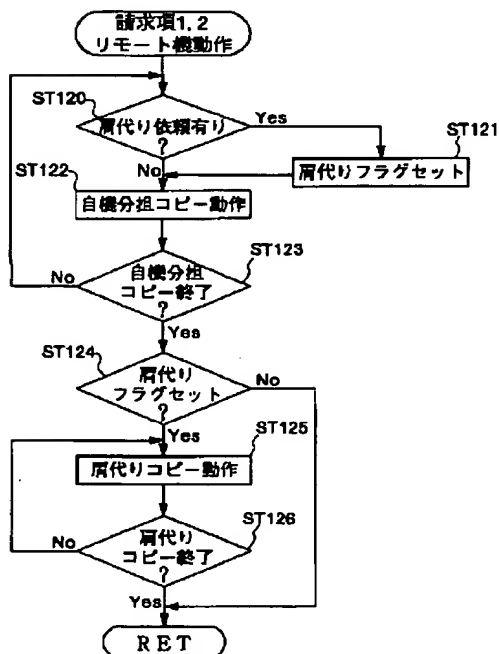 請求項1,2
リモート機動作
ST120
肩代り依頼有り
?
Yes
ST121
肩代りフラグセット
ST122
No
自機分担コピー動作
ST123
自機分担
コピー終了
?
No
Yes
ST124
肩代り
フラグセット
?
No
Yes
ST125
肩代りコピー動作
ST126
肩代り
コピー終了
?
No
Yes
RET